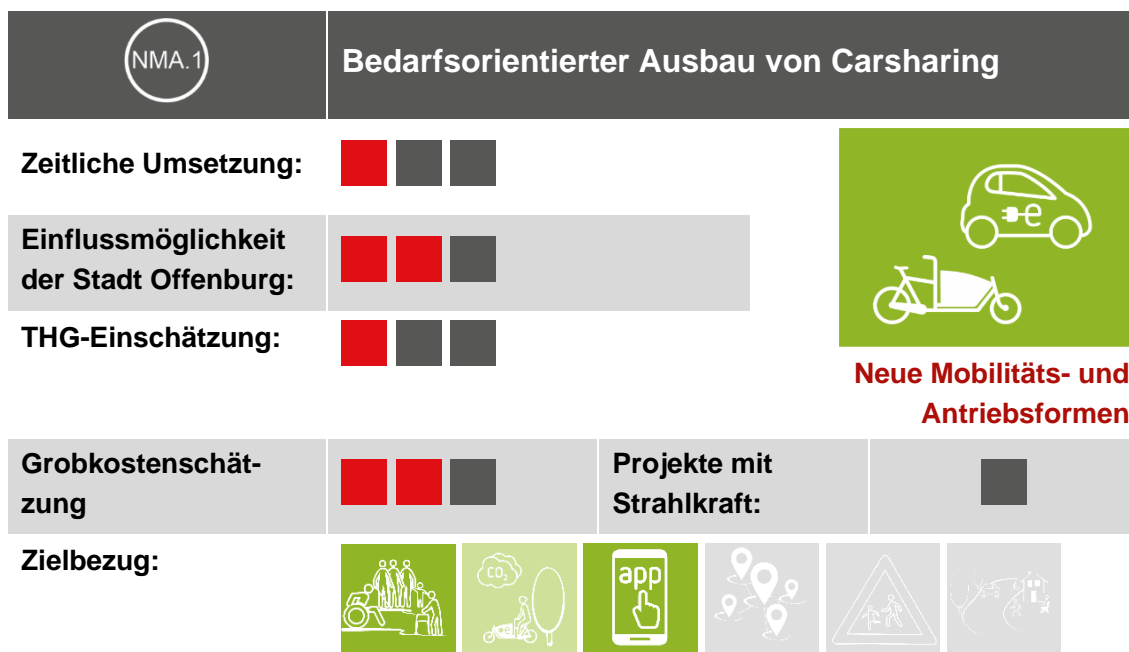 NMA.1
Bedarfsorientierter Ausbau von Carsharing
Zeitliche Umsetzung:
Einflussmöglichkeit
der Stadt Offenburg:
THG-Einschätzung:
e
Neue Mobilitäts- und
Antriebsformen
Grobkostenschät-
zung
Projekte mit
Strahlkraft:
Zielbezug:
CO₂
app